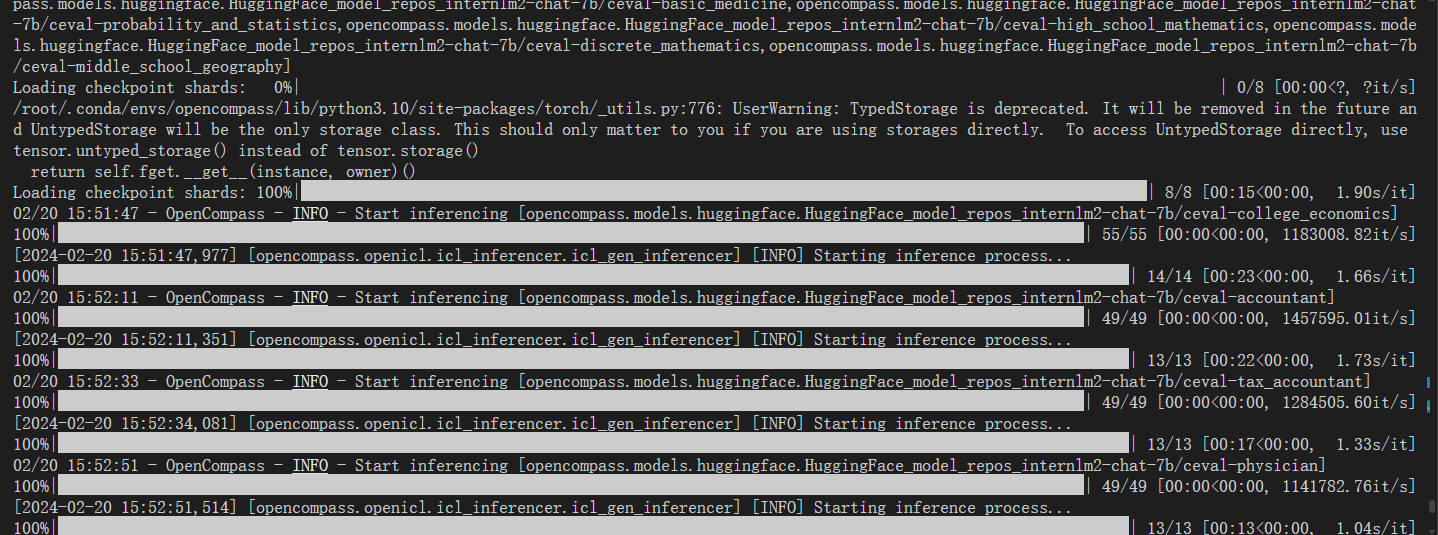 pass.models.huggingface.HuggingFace_model_repos_internlm2-chat-7b/ceval-basic_medicine,opencompass.models.huggingface.HuggingFace_model_repos_internlm2-chat
-7b/ceval-probability_and_statistics,opencompass.models.huggingface.HuggingFace_model_repos_internlm2-chat-7b/ceval-high_school_mathematics,opencompass.mode
ls.huggingface.HuggingFace_model_repos_internlm2-chat-7b/ceval-discrete_mathematics,opencompass.models.huggingface.HuggingFace_model_repos_internlm2-chat-7b
/ceval-middle_school_geography]
Loading checkpoint shards:   0%|          | 0/8 [00:00<?, ?it/s]
/root/.conda/envs/opencompass/lib/python3.10/site-packages/torch/_utils.py:776: UserWarning: TypedStorage is deprecated. It will be removed in the future an
d UntypedStorage will be the only storage class. This should only matter to you if you are using storages directly.  To access UntypedStorage directly, use
tensor.untyped_storage() instead of tensor.storage()
  return self.fget.__get__(instance, owner)()
Loading checkpoint shards: 100%|          | 8/8 [00:15<00:00,  1.90s/it]
02/20 15:51:47 - OpenCompass - INFO - Start inferencing [opencompass.models.huggingface.HuggingFace_model_repos_internlm2-chat-7b/ceval-college_economics]
100%|          | 55/55 [00:00<00:00, 1183008.82it/s]
[2024-02-20 15:51:47,977] [opencompass.openicl.icl_inferencer.icl_gen_inferencer] [INFO] Starting inference process...
100%|          | 14/14 [00:23<00:00,  1.66s/it]
02/20 15:52:11 - OpenCompass - INFO - Start inferencing [opencompass.models.huggingface.HuggingFace_model_repos_internlm2-chat-7b/ceval-accountant]
100%|          | 49/49 [00:00<00:00, 1457595.01it/s]
[2024-02-20 15:52:11,351] [opencompass.openicl.icl_inferencer.icl_gen_inferencer] [INFO] Starting inference process...
100%|          | 13/13 [00:22<00:00,  1.73s/it]
02/20 15:52:33 - OpenCompass - INFO - Start inferencing [opencompass.models.huggingface.HuggingFace_model_repos_internlm2-chat-7b/ceval-tax_accountant]
100%|          | 49/49 [00:00<00:00, 1284505.60it/s]
[2024-02-20 15:52:34,081] [opencompass.openicl.icl_inferencer.icl_gen_inferencer] [INFO] Starting inference process...
100%|          | 13/13 [00:17<00:00,  1.33s/it]
02/20 15:52:51 - OpenCompass - INFO - Start inferencing [opencompass.models.huggingface.HuggingFace_model_repos_internlm2-chat-7b/ceval-physician]
100%|          | 49/49 [00:00<00:00, 1141782.76it/s]
[2024-02-20 15:52:51,514] [opencompass.openicl.icl_inferencer.icl_gen_inferencer] [INFO] Starting inference process...
100%|          | 13/13 [00:13<00:00,  1.04s/it]